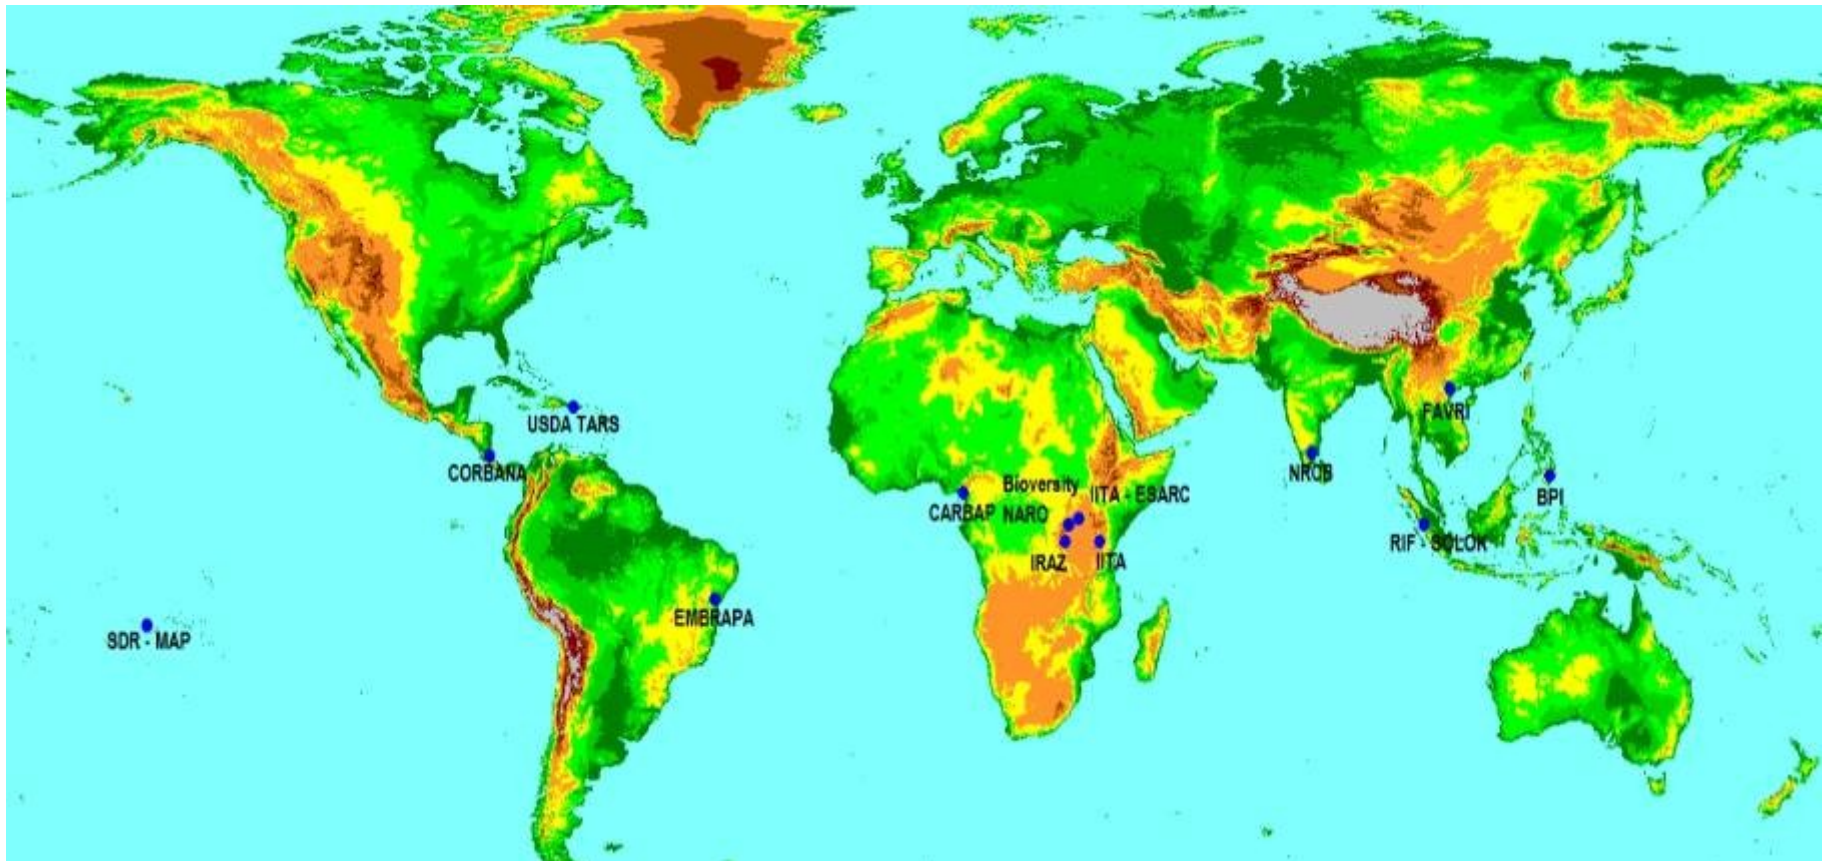 FAVRI
USDA TARS
CORBANA
NRCB
Bioversity
IITA - ESARC
BPI
CARBAP
NARO
RIF - SOLOK
IRAZ
IITA
EMBRAPA
SDR - MAP